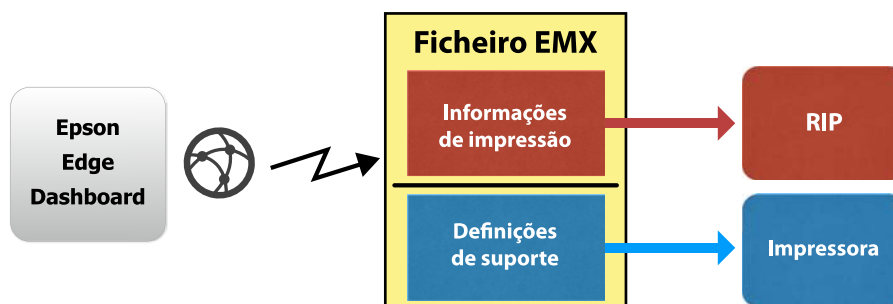 Epson
Edge
Dashboard
Ficheiro EMX
Informações
de impressão
RIP
Definições
de suporte
Impressora